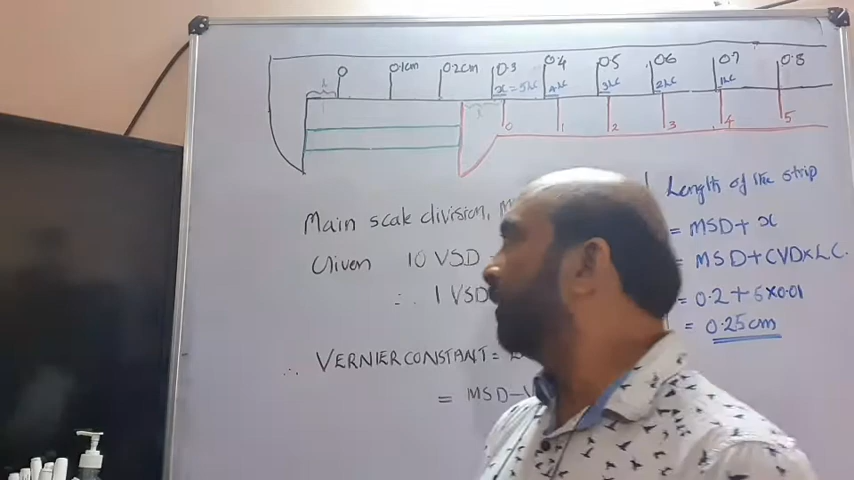 0 0.1cm 0.2cm 0.3 0.4 0.5 0.6 0.7 0.8
x = 5LC 4LC 3LC 2LC 1LC
0 1 2 3 4 5
Main scale division,
Given 10 VSD
∴ 1 VSD
∴ VERNIER CONSTANT =
= MSD -
Length of the strip
= MSD + x
= MSD + CVD x LC
= 0.2 + 5 x 0.01
= 0.25cm